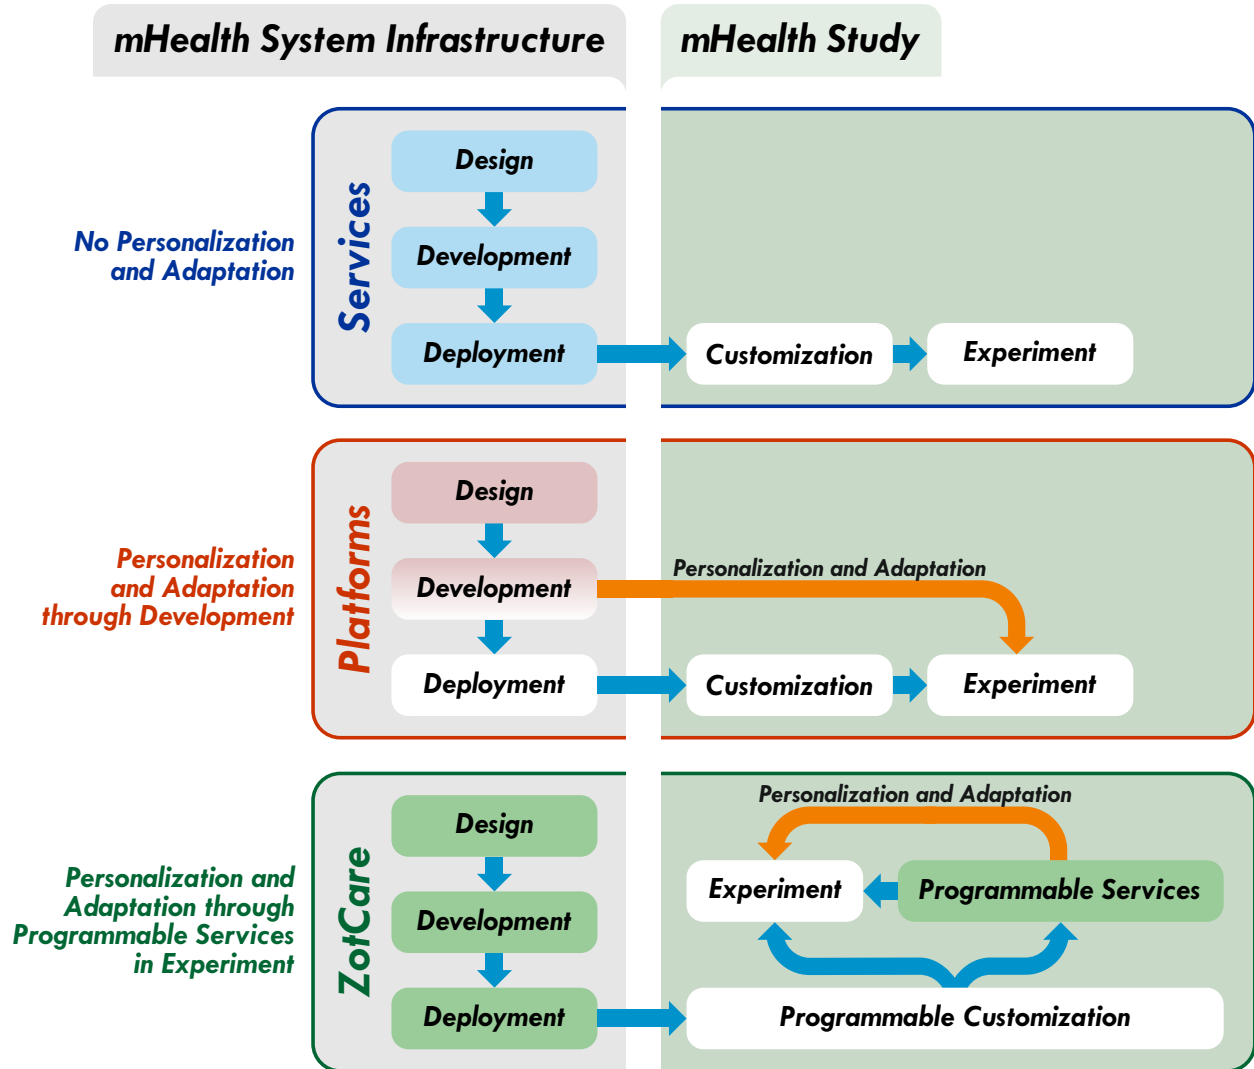 mHealth System Infrastructure
mHealth Study
No Personalization
and Adaptation
Services
Design
Development
Deployment
Customization
Experiment
Personalization
and Adaptation
through Development
Platforms
Design
Development
Personalization and Adaptation
Deployment
Customization
Experiment
Personalization and
Adaptation through
Programmable Services
in Experiment
ZotCare
Design
Development
Deployment
Personalization and Adaptation
Experiment
Programmable Services
Programmable Customization